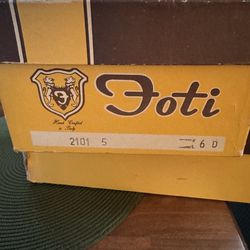 Foti
Hand Crafted
in Italy
2101 5 6 D